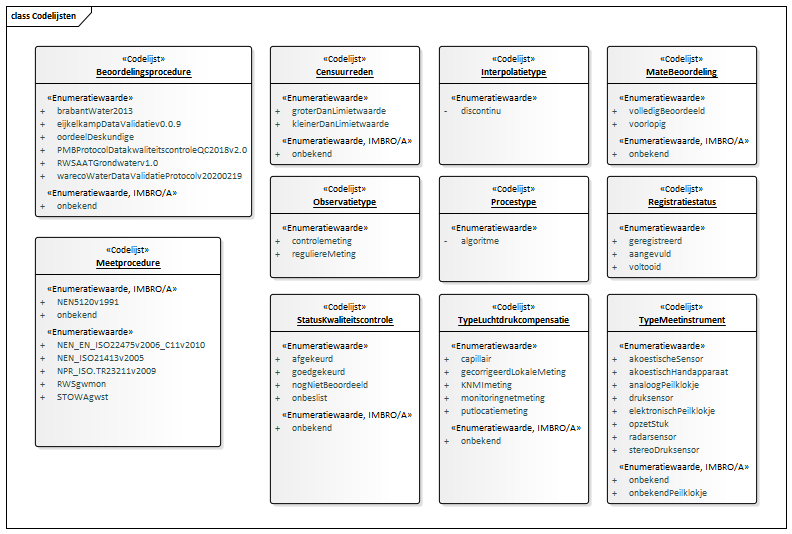 class Codelijsten
«Codelijst»
Beoordelingsprocedure
«Enumeratiewaarde»
+ brabantWater2013
+ eijkelkampDataValidatiev0.0.9
+ oordeelDeskundige
+ PMBProtocolDatakwaliteitscontroleQC2018v2.0
+ RWSAATGrondwaterv1.0
+ warecoWaterDataValidatieProtocolv20200219
«Enumeratiewaarde, IMBRO/A»
+ onbekend
«Codelijst»
Censuurreden
«Enumeratiewaarde»
+ groterDanLimietwaarde
+ kleinerDanLimietwaarde
«Enumeratiewaarde, IMBRO/A»
+ onbekend
«Codelijst»
Interpolatietype
«Enumeratiewaarde»
- discontinu
«Codelijst»
MateBeoordeling
«Enumeratiewaarde»
+ volledigBeoordeeld
+ voorlopig
«Enumeratiewaarde, IMBRO/A»
+ onbekend
«Codelijst»
Observatietype
«Enumeratiewaarde»
+ controlemeting
+ reguliereMeting
«Codelijst»
Procestype
«Enumeratiewaarde»
- algoritme
«Codelijst»
Registratiestatus
«Enumeratiewaarde»
+ geregistreerd
+ aangevuld
+ voltooid
«Codelijst»
Meetprocedure
«Enumeratiewaarde, IMBRO/A»
+ NEN5120v1991
+ onbekend
«Enumeratiewaarde»
+ NEN_EN_ISO22475v2006_C11v2010
+ NEN_ISO21413v2005
+ NPR_ISO.TR23211v2009
+ RWSgwmon
+ STOWAgwst
«Codelijst»
StatusKwaliteitscontrole
«Enumeratiewaarde»
+ afgekeurd
+ goedgekeurd
+ nogNietBeoordeeld
+ onbeslist
«Enumeratiewaarde, IMBRO/A»
+ onbekend
«Codelijst»
TypeLuchtdrukcompensatie
«Enumeratiewaarde»
+ capillair
+ gecorrigeerdLokaleMeting
+ KNMImeting
+ monitoringnetmeting
+ putlocatiemeting
«Enumeratiewaarde, IMBRO/A»
+ onbekend
«Codelijst»
TypeMeetinstrument
«Enumeratiewaarde»
+ akoestischeSensor
+ akoestischHandapparaat
+ analoogPeilklokje
+ druksensor
+ elektronischPeilklokje
+ opzetStuk
+ radarsensor
+ stereoDruksensor
«Enumeratiewaarde, IMBRO/A»
+ onbekend
+ onbekendPeilklokje